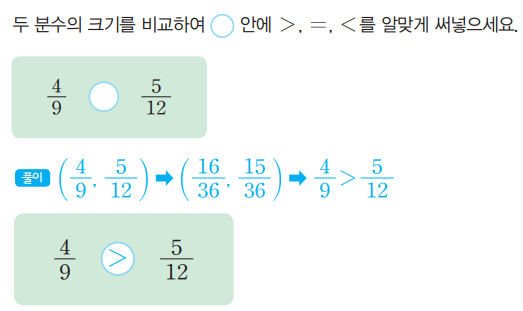 두 분수의 크기를 비교하여 ○ 안에 >, =, <를 알맞게 써넣으세요.
4/9 ○ 5/12
풀이 (4/9, 5/12) ➡ (16/36, 15/36) ➡ 4/9 > 5/12
4/9 > 5/12